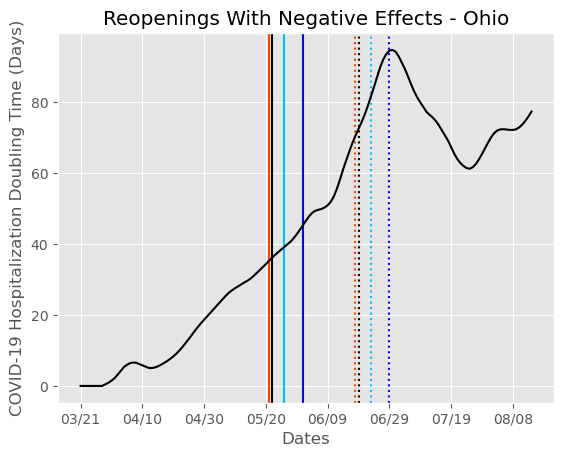 Reopenings With Negative Effects - Ohio
COVID-19 Hospitalization Doubling Time (Days)
80
60
40
20
0
03/21 04/10 04/30 05/20 06/09 06/29 07/19 08/08
Dates